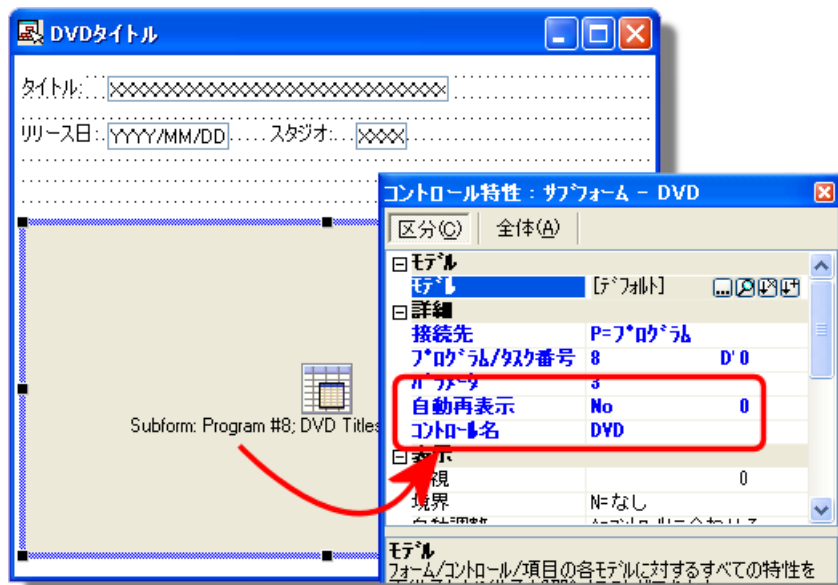 DVDタイトル
タイトル:
XXXXXXXXXXXXXXXXXXXXXXXXXXXXXX
リリース日:
YYYY/MM/DD
スタジオ:
XXXX
Subform: Program #8; DVD Titles
コントロール特性 : サブフォーム - DVD
区分(C) 全体(A)
モデル
モデル [デフォルト]
詳細
接続先 P=プログラム
プログラム/タスク番号 8 D'0
パラメータ 3
自動再表示 No 0
コントロール名 DVD
表示
視 0
境界 N=なし
モデル
フォーム/コントロール/項目の各モデルに対するすべての特性を